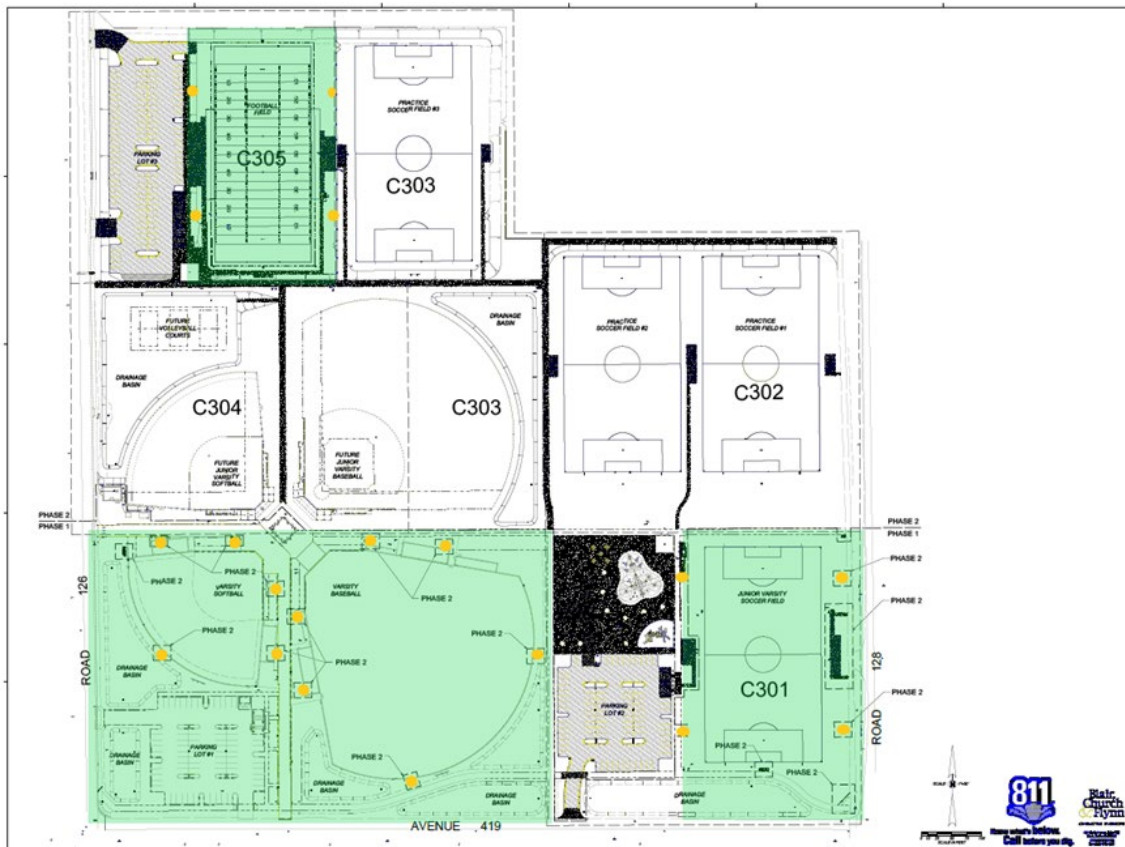 FOOTBALL
FIELD
C305
PRACTICE
SOCCER FIELD #3
C303
PARKING
LOT #3
FUTURE
VOLLEYBALL
COURTS
DRAINAGE
BASIN
C304
FUTURE
JUNIOR
VARSITY
SOFTBALL
DRAINAGE
BASIN
C303
FUTURE
JUNIOR
VARSITY
BASEBALL
PRACTICE
SOCCER FIELD #2
PRACTICE
SOCCER FIELD #1
C302
PHASE 2
PHASE 1
PHASE 2
PHASE 1
PHASE 2
PHASE 2
VARSITY
SOFTBALL
PHASE 2
DRAINAGE
BASIN
PARKING
LOT #1
DRAINAGE
BASIN
VARSITY
BASEBALL
PHASE 2
PHASE 2
PHASE 2
PHASE 2
DRAINAGE
BASIN
DRAINAGE
BASIN
PARKING
LOT #2
JUNIOR VARSITY
SOCCER FIELD
C301
PHASE 2
PHASE 2
PHASE 2
PHASE 2
PHASE 2
DRAINAGE
BASIN
ROAD 126
ROAD 128
AVENUE 419
811
Know what's below.
Call before you dig.
Blair,
Church
& Flynn